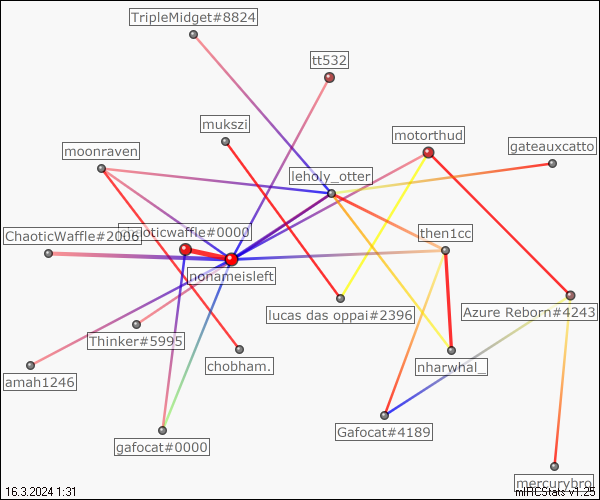 TripleMidget#8824
tt532
mukszi
motorthud
gateauxcatto
moonraven
leholy_otter
chaoticwaffle#0000
ChaoticWaffle#2006
then1cc
nonameisleft
lucas das oppai#2396
Azure Reborn#4243
Thinker#5995
chobham.
nharwhal_
amah1246
gafocat#0000
Gafocat#4189
mercurybro
16.3.2024 1:31
mIRCStats v1.25